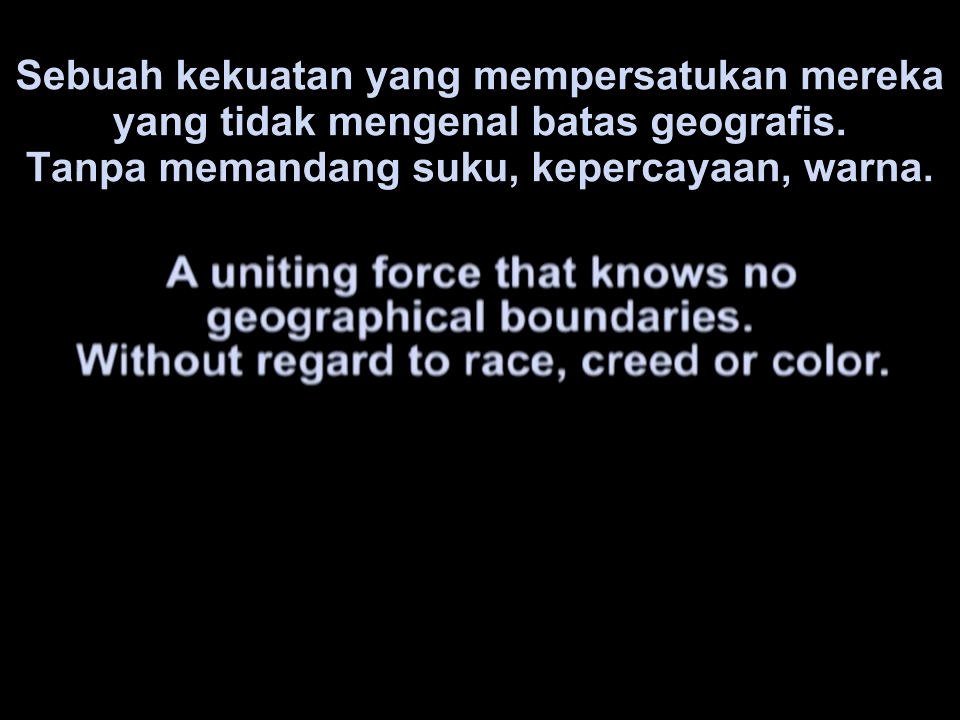 Sebuah kekuatan yang mempersatukan mereka
yang tidak mengenal batas geografis.
Tanpa memandang suku, kepercayaan, warna.
A uniting force that knows no
geographical boundaries.
Without regard to race, creed or color.